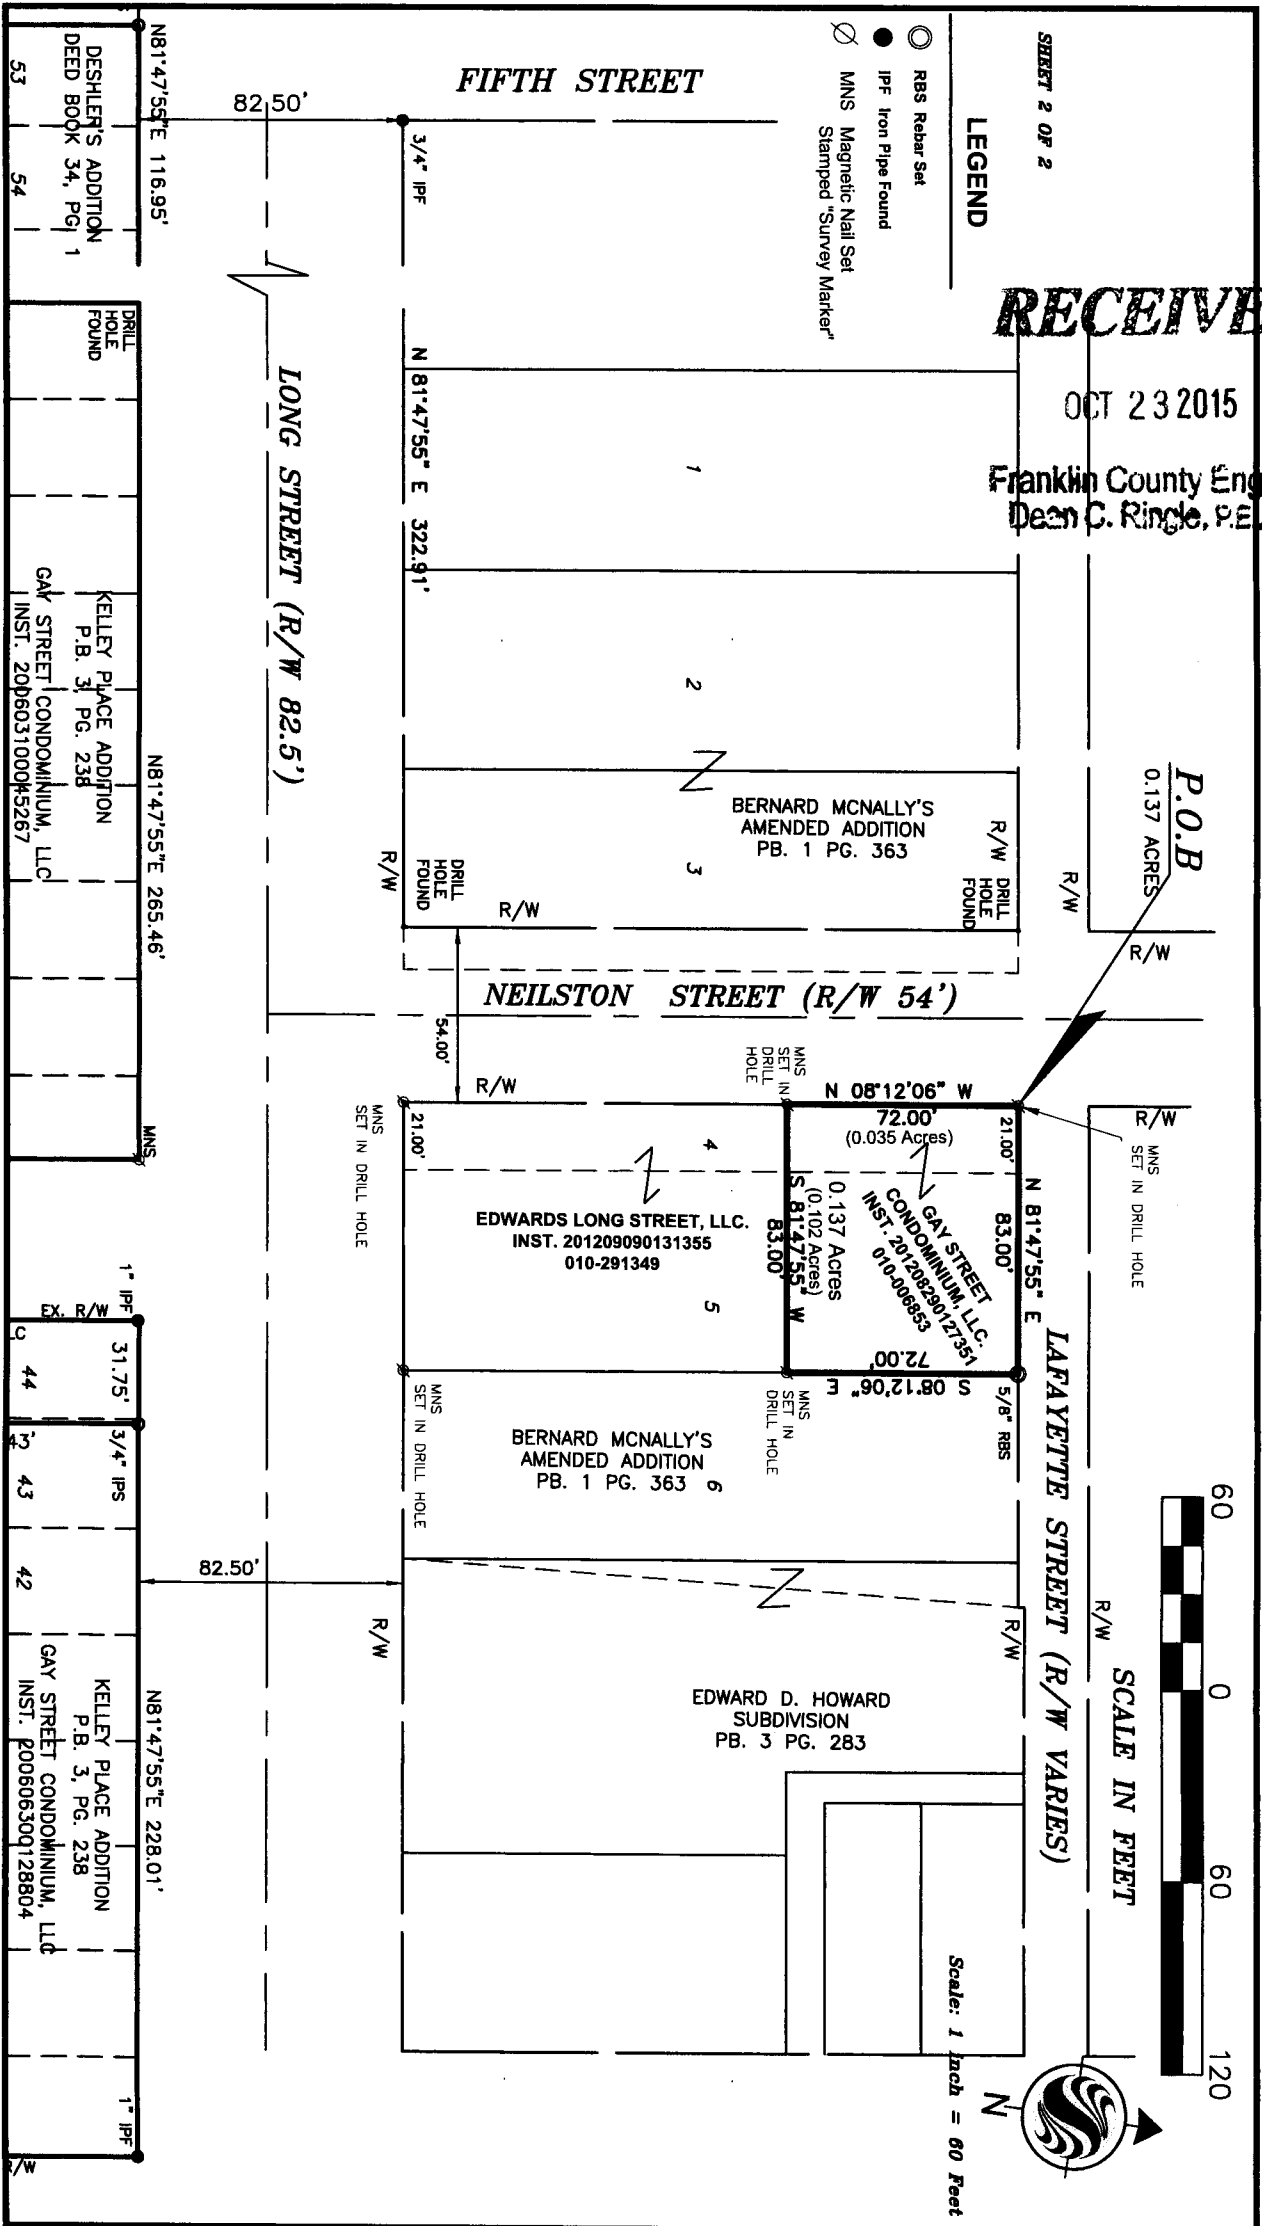 SHEET 2 OF 2
LEGEND
RBS Rebar Set
IPF Iron Pipe Found
MNS Magnetic Nail Set
Stamped "Survey Marker"
RECEIVE
OCT 23 2015
Franklin County Eng
Dean C. Ringle, P.E.
P.O.B
0.137 ACRES
SCALE IN FEET
60 0 60 120
Scale: 1 inch = 60 Feet
N
LAFAYETTE STREET (R/W VARIES)
R/W
R/W
R/W
R/W
R/W
R/W
MNS
SET IN DRILL HOLE
FIFTH STREET
3/4" IPF
82.50'
N 81°47'55" E 322.91'
1
2
3
BERNARD MCNALLY'S
AMENDED ADDITION
PB. 1 PG. 363
DRILL
HOLE
FOUND
DRILL
HOLE
FOUND
R/W
R/W
NEILSTON STREET (R/W 54')
54.00'
R/W
MNS
SET IN
DRILL
HOLE
N 08°12'06" W
72.00'
(0.035 Acres)
21.00'
N 81°47'55" E
83.00'
GAY STREET
CONDOMINIUM, LLC.
INST. 201208290127351
010-006853
0.137 Acres
(0.102 Acres)
S 81°47'55" W
83.00'
S 08°12'06" E
72.00'
5/8" RBS
MNS
SET IN
DRILL HOLE
4
5
21.00'
EDWARDS LONG STREET, LLC.
INST. 201209090131355
010-291349
MNS
SET IN DRILL HOLE
MNS
SET IN DRILL HOLE
BERNARD MCNALLY'S
AMENDED ADDITION
PB. 1 PG. 363
6
EDWARD D. HOWARD
SUBDIVISION
PB. 3 PG. 283
R/W
LONG STREET (R/W 82.5')
82.50'
N81°47'55"E 116.95'
DESHLER'S ADDITION
DEED BOOK 34, PG. 1
53
54
DRILL
HOLE
FOUND
N81°47'55"E 265.46'
KELLEY PLACE ADDITION
P.B. 3, PG. 238
GAY STREET CONDOMINIUM, LLC
INST. 200603100045267
MNS
1" IPF
31.75'
3/4" IPS
EX. R/W
LC
44
43'
43
42
N81°47'55"E 228.01'
KELLEY PLACE ADDITION
P.B. 3, PG. 238
GAY STREET CONDOMINIUM, LLC
INST. 200606300128804
1" IPF
R/W